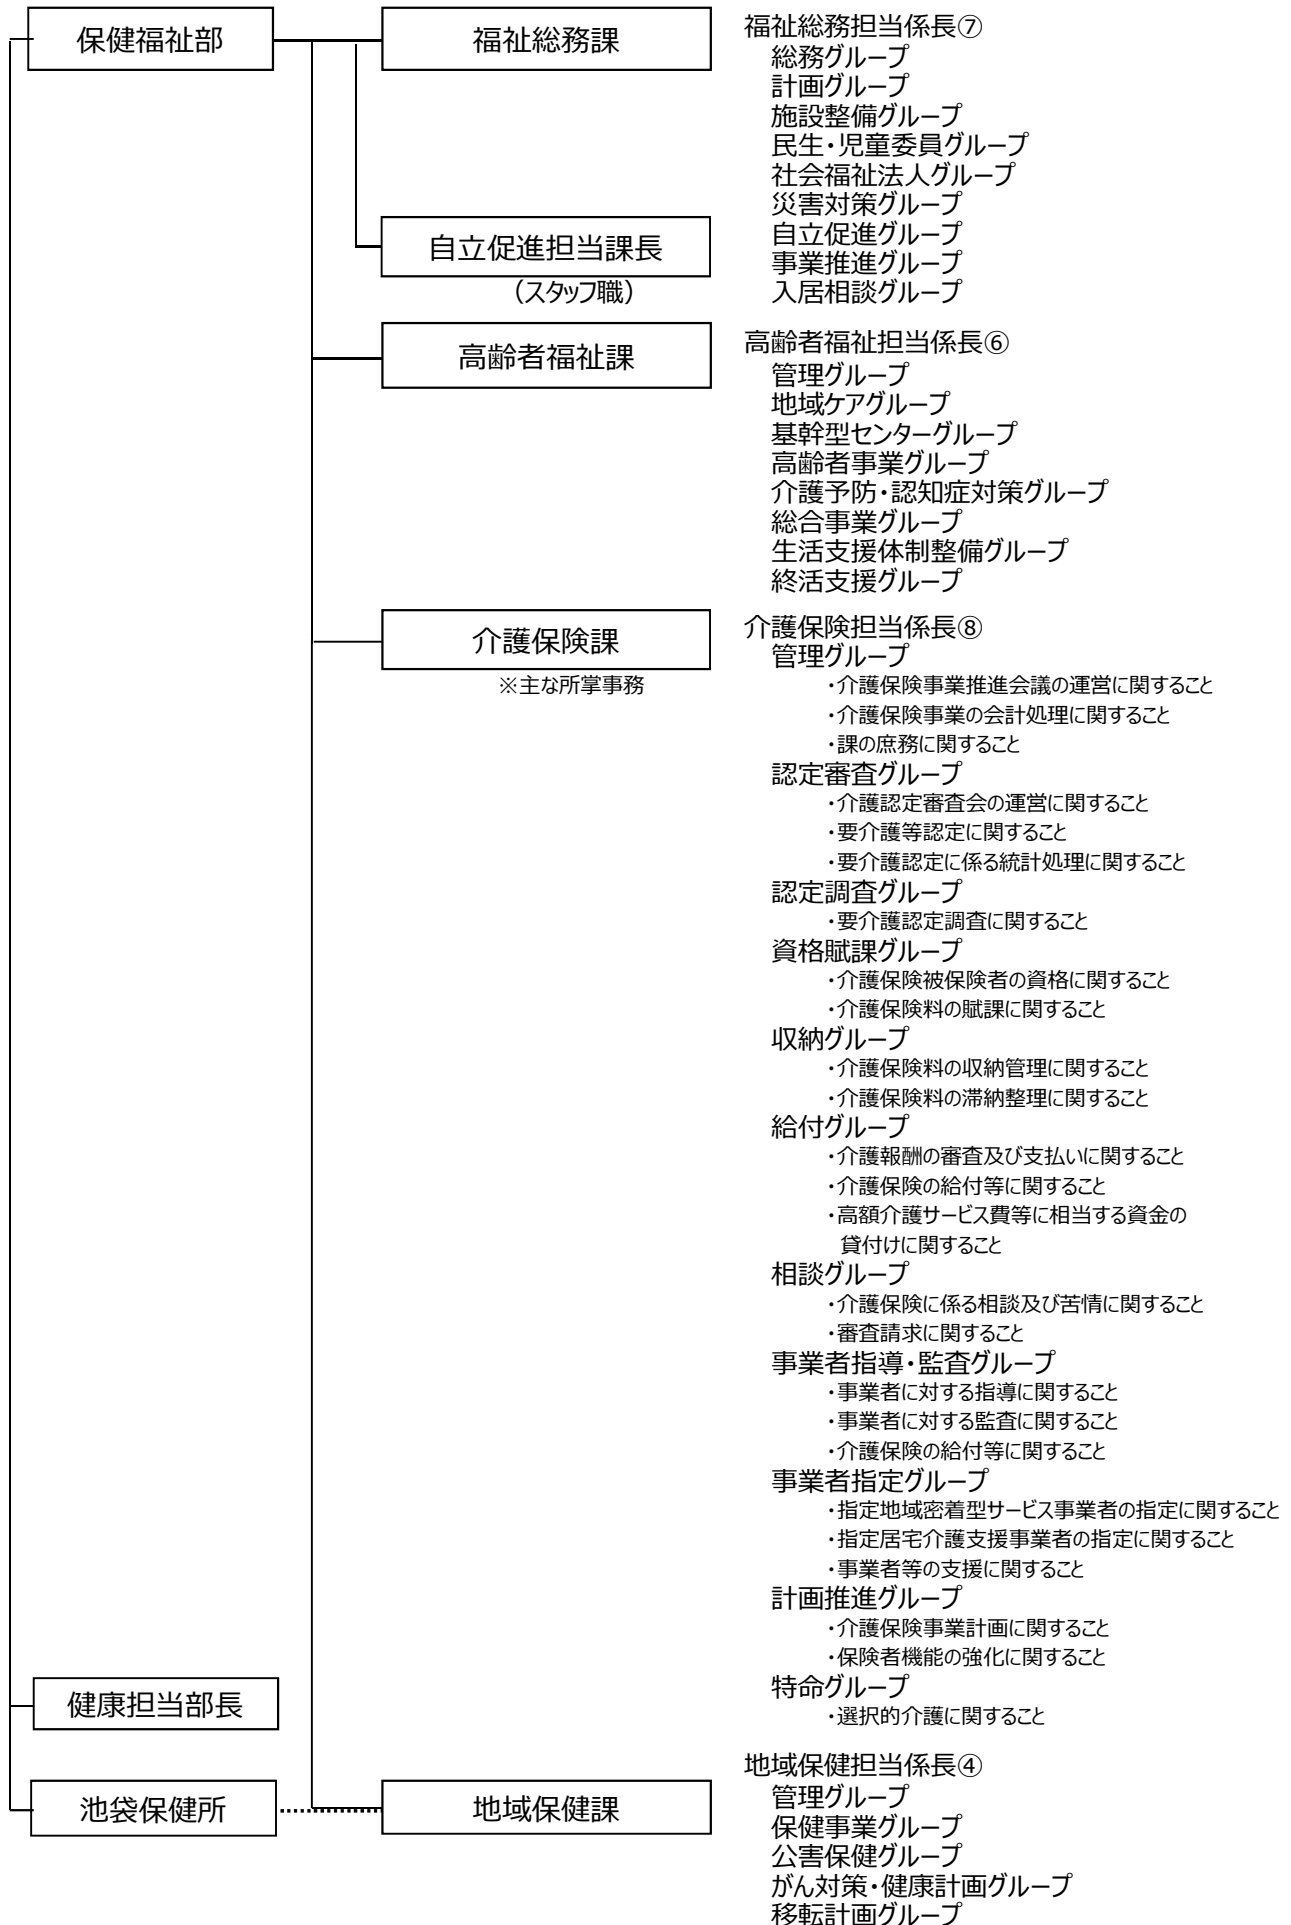 保健福祉部
福祉総務課
福祉総務担当係長⑦
総務グループ
計画グループ
施設整備グループ
民生・児童委員グループ
社会福祉法人グループ
災害対策グループ
自立促進グループ
事業推進グループ
入居相談グループ
自立促進担当課長
(スタッフ職)
高齢者福祉課
高齢者福祉担当係長⑥
管理グループ
地域ケアグループ
基幹型センターグループ
高齢者事業グループ
介護予防・認知症対策グループ
総合事業グループ
生活支援体制整備グループ
終活支援グループ
介護保険課
※主な所掌事務
介護保険担当係長⑧
管理グループ
・介護保険事業推進会議の運営に関すること
・介護保険事業の会計処理に関すること
・課の庶務に関すること
認定審査グループ
・介護認定審査会の運営に関すること
・要介護等認定に関すること
・要介護認定に係る統計処理に関すること
認定調査グループ
・要介護認定調査に関すること
資格賦課グループ
・介護保険被保険者の資格に関すること
・介護保険料の賦課に関すること
収納グループ
・介護保険料の収納管理に関すること
・介護保険料の滞納整理に関すること
給付グループ
・介護報酬の審査及び支払いに関すること
・介護保険の給付等に関すること
・高額介護サービス費等に相当する資金の
貸付けに関すること
相談グループ
・介護保険に係る相談及び苦情に関すること
・審査請求に関すること
事業者指導・監査グループ
・事業者に対する指導に関すること
・事業者に対する監査に関すること
・介護保険の給付等に関すること
事業者指定グループ
・指定地域密着型サービス事業者の指定に関すること
・指定居宅介護支援事業者の指定に関すること
・事業者等の支援に関すること
計画推進グループ
・介護保険事業計画に関すること
・保険者機能の強化に関すること
特命グループ
・選択的介護に関すること
健康担当部長
池袋保健所
地域保健課
地域保健担当係長④
管理グループ
保健事業グループ
公害保健グループ
がん対策・健康計画グループ
移転計画グループ